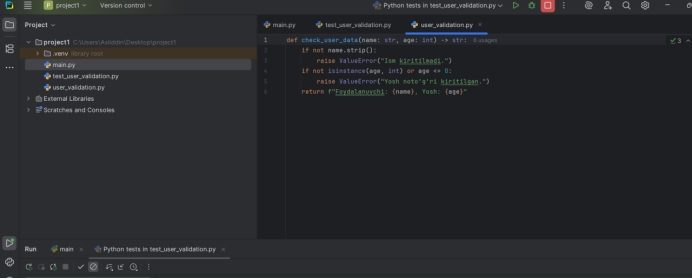 project1
Version control
Python tests in test_user_validation.py
Project
main.py
test_user_validation.py
user_validation.py
project1
.venv library root
main.py
test_user_validation.py
user_validation.py
External Libraries
Scratches and Consoles
1 def check_user_data(name: str, age: int) -> str: 0 usages
2 if not name.strip():
3 raise ValueError("Ism kiritilmadi.")
4 if not isinstance(age, int) or age <= 0:
5 raise ValueError("Yosh noto'g'ri kiritilgan.")
6 return f"Foydalanuvchi: {name}, Yosh: {age}"
3
Run
main
Python tests in test_user_validation.py